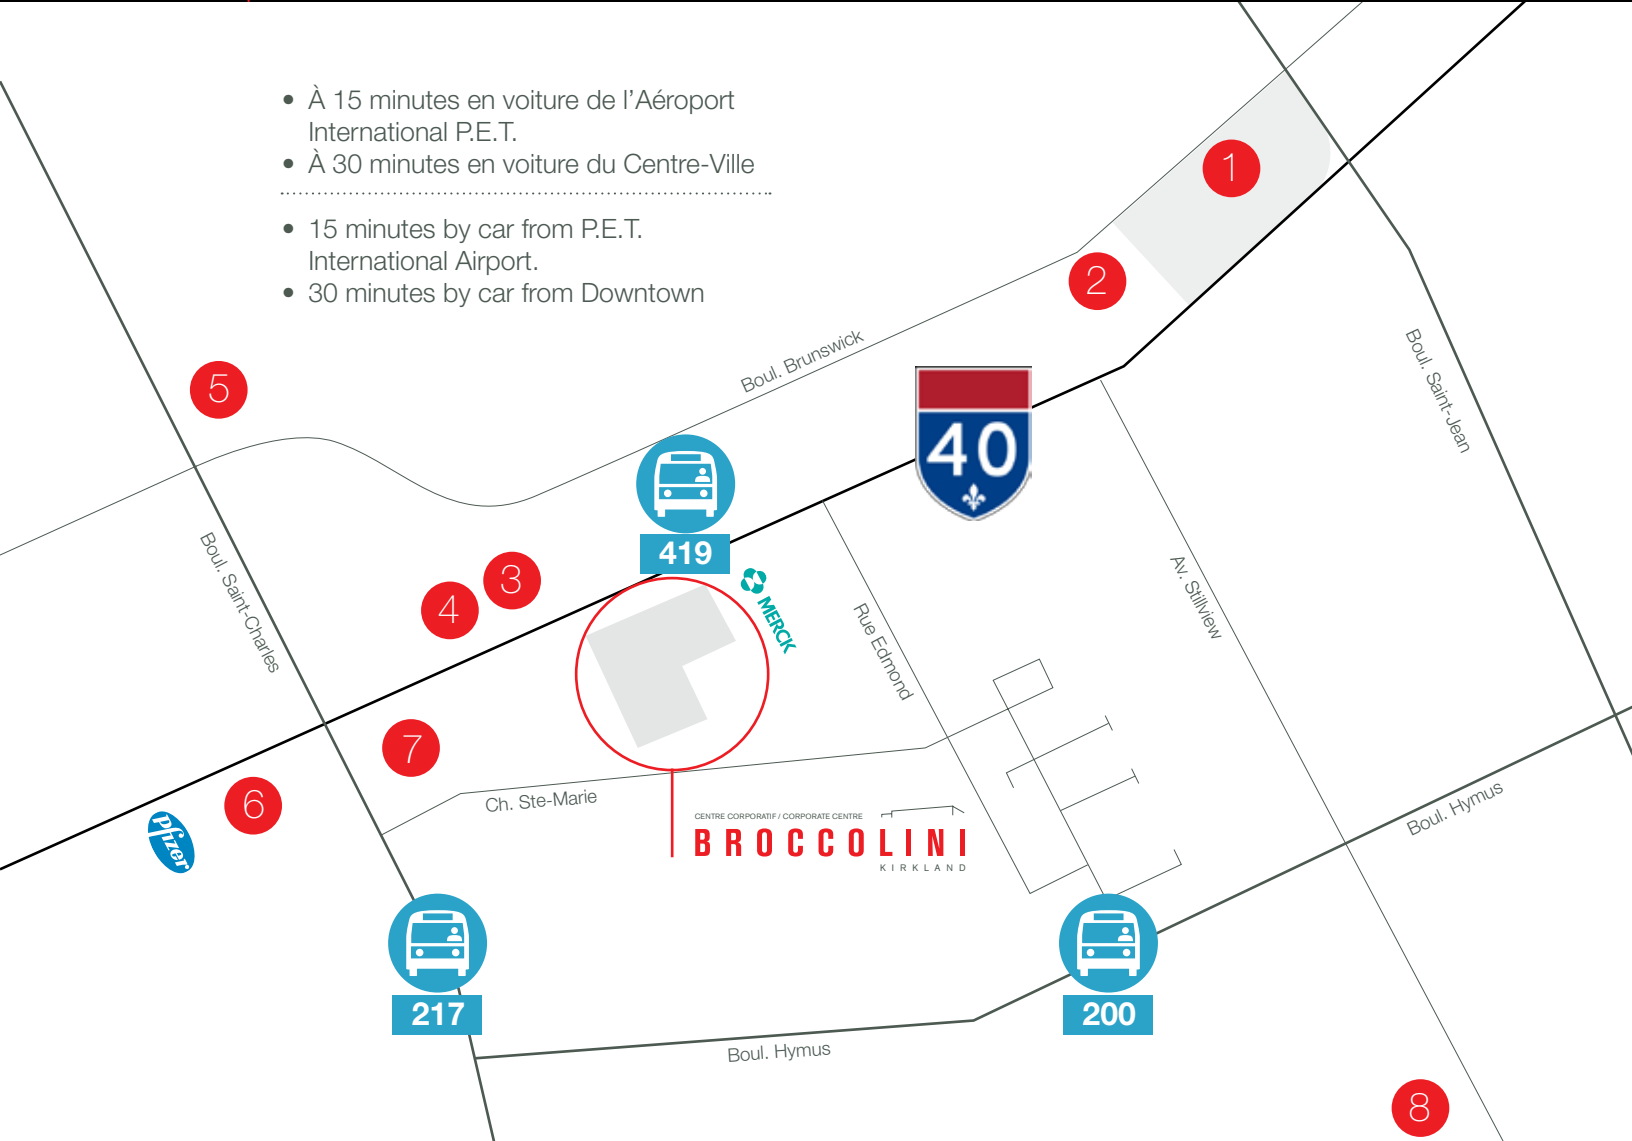 • À 15 minutes en voiture de l'Aéroport
International P.E.T.
• À 30 minutes en voiture du Centre-Ville
• 15 minutes by car from P.E.T.
International Airport.
• 30 minutes by car from Downtown
1
2
Boul. Brunswick
Boul. Saint-Jean
5
40
419
Boul. Saint-Charles
3
4
MERCK
Rue Edmond
Av. Stillview
7
6
Pfizer
Ch. Ste-Marie
CENTRE CORPORATIF / CORPORATE CENTRE
BROCCOLINI
KIRKLAND
Boul. Hymus
217
200
Boul. Hymus
8